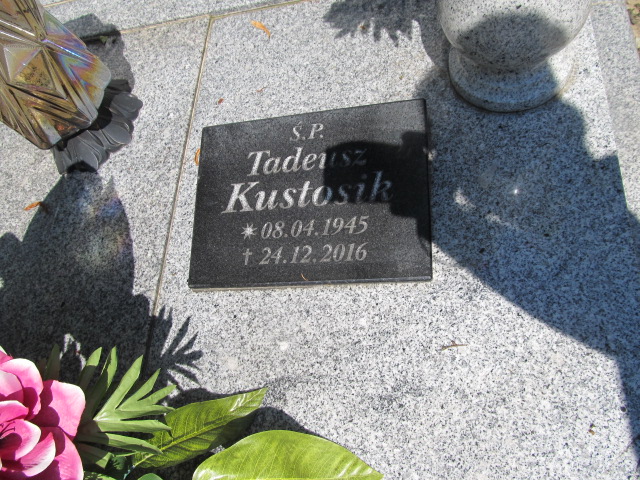 Ś.P.
Tadeusz
Kustosik
* 08.04.1945
† 24.12.2016